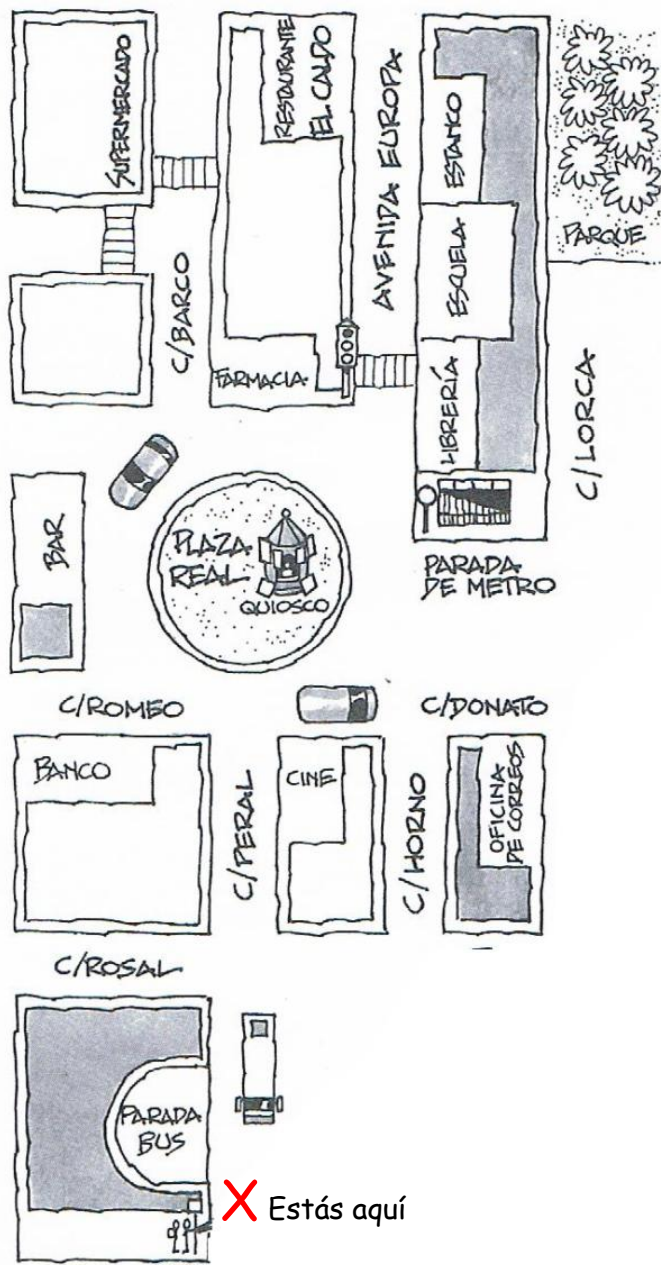 SUPERMERCADO
RESTAURANTE
EL CALDO
AVENIDA EUROPA
ESTANCO
PARQUE
ESCUELA
C/BARCO
FARMACIA
LIBRERÍA
C/LORCA
BAR
PLAZA
REAL
QUIOSCO
PARADA
DE METRO
C/ROMEO
C/DONATO
BANCO
CINE
C/PERAL
C/HORNO
OFICINA
DE CORREOS
C/ROSAL
PARADA
BUS
X Estás aquí